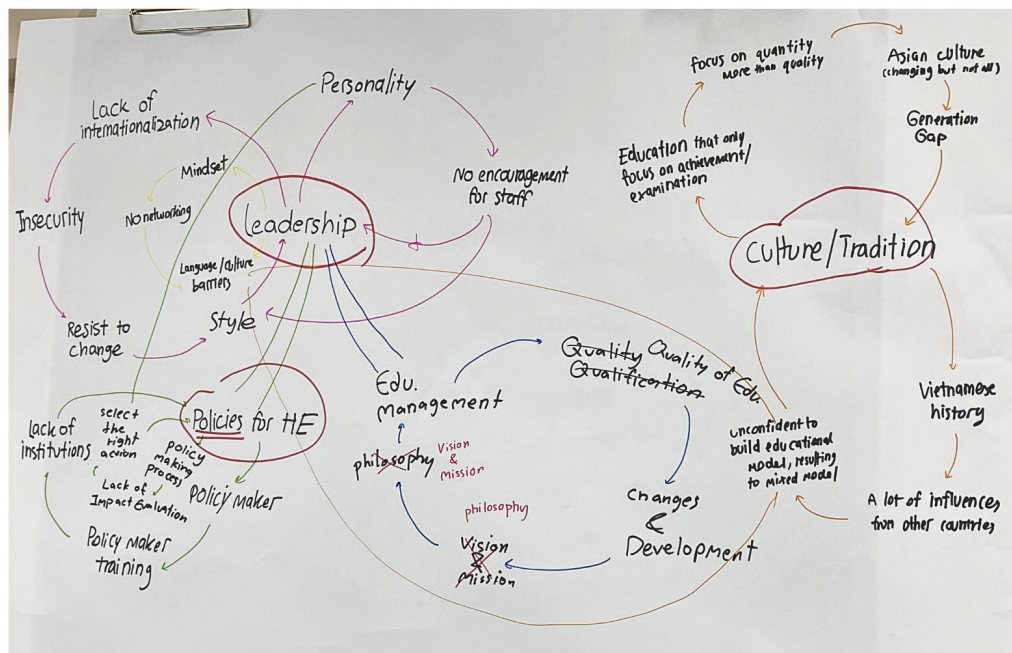 Personality
Lack of
internationalization
Mindset
No networking
Insecurity
Leadership
No encouragement
for staff
Language/Culture
barriers
Style
Resist to
change
Policies for HE
Lack of
institutions
select
the
right
action
Policy
making
process
Lack of
Impact Evaluation
Policy maker
Policy maker
training
Edu.
management
philosophy
Vision
&
Mission
philosophy
Vision
&
Mission
Quality Quality of Edu.
Qualification
Changes
&
Development
focus on quantity
more than quality
Asian culture
(changing but not all)
Generation
Gap
Education that only
focus on achievement/
examination
Culture/Tradition
Vietnamese
history
A lot of influences
from other countries
unconfident to
build educational
model, resulting
to mixed model